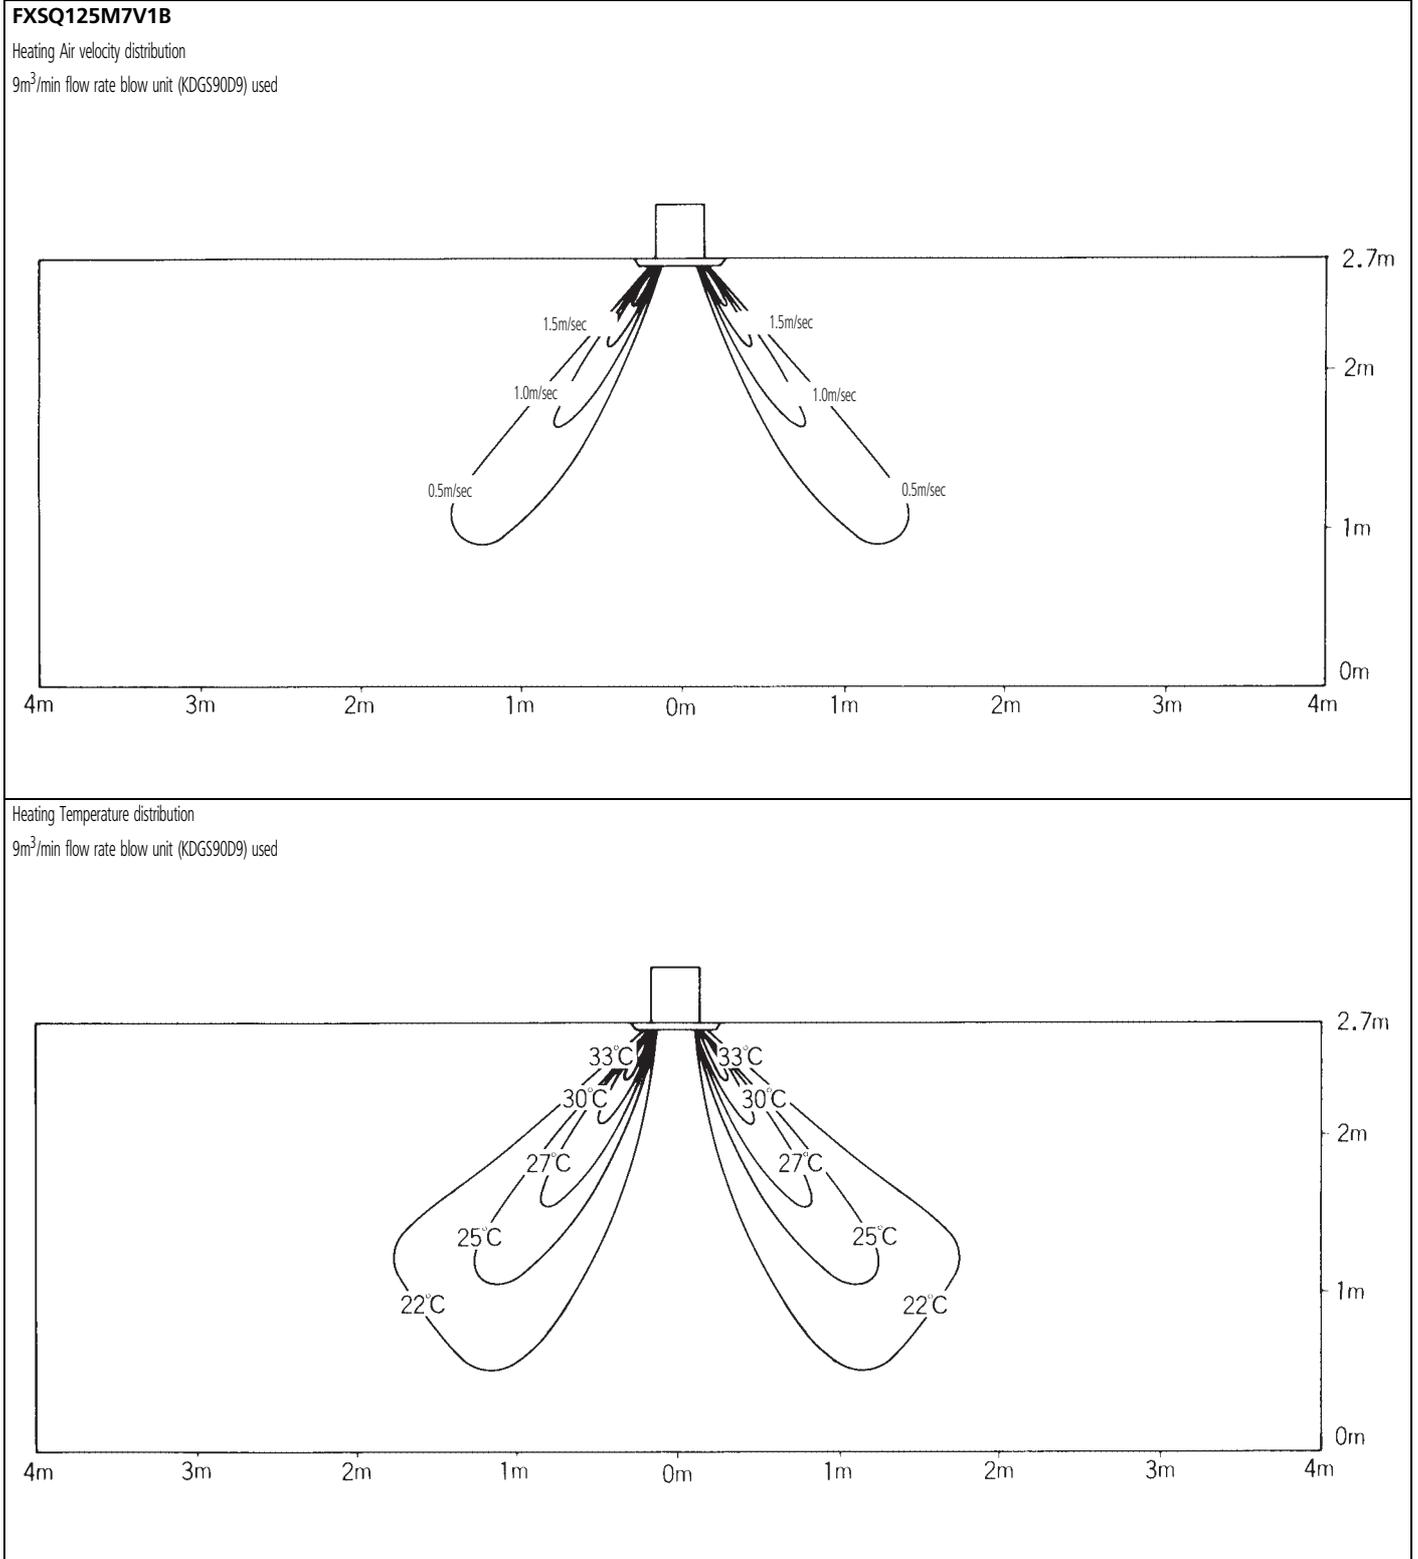 FXSQ125M7V1B
Heating Air velocity distribution
9m3/min flow rate blow unit (KDGS90D9) used
2.7m
1.5m/sec
1.5m/sec
2m
1.0m/sec
1.0m/sec
0.5m/sec
0.5m/sec
1m
0m
4m 3m 2m 1m 0m 1m 2m 3m 4m
Heating Temperature distribution
9m3/min flow rate blow unit (KDGS90D9) used
2.7m
33°C 33°C
30°C 30°C
2m
27°C 27°C
25°C 25°C
1m
22°C 22°C
0m
4m 3m 2m 1m 0m 1m 2m 3m 4m